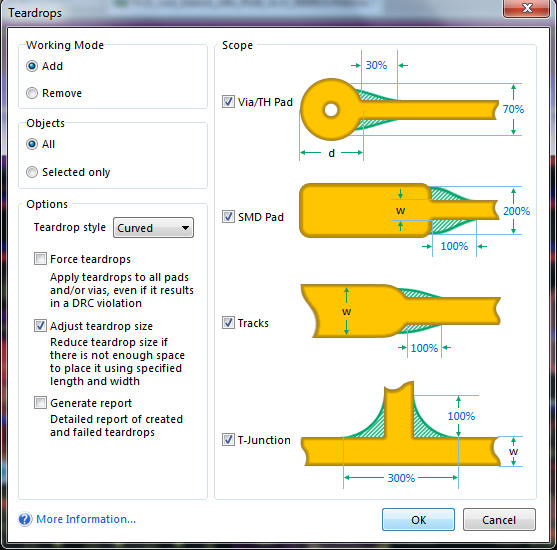 Teardrops
Working Mode
Add
Remove
Objects
All
Selected only
Options
Teardrop style
Curved
Force teardrops
Apply teardrops to all pads
and/or vias, even if it results
in a DRC violation
Adjust teardrop size
Reduce teardrop size if
there is not enough space
to place it using specified
length and width
Generate report
Detailed report of created
and failed teardrops
Scope
30%
Via/TH Pad
70%
d
SMD Pad
w
200%
100%
w
Tracks
100%
100%
T-Junction
w
300%
More Information...
OK
Cancel